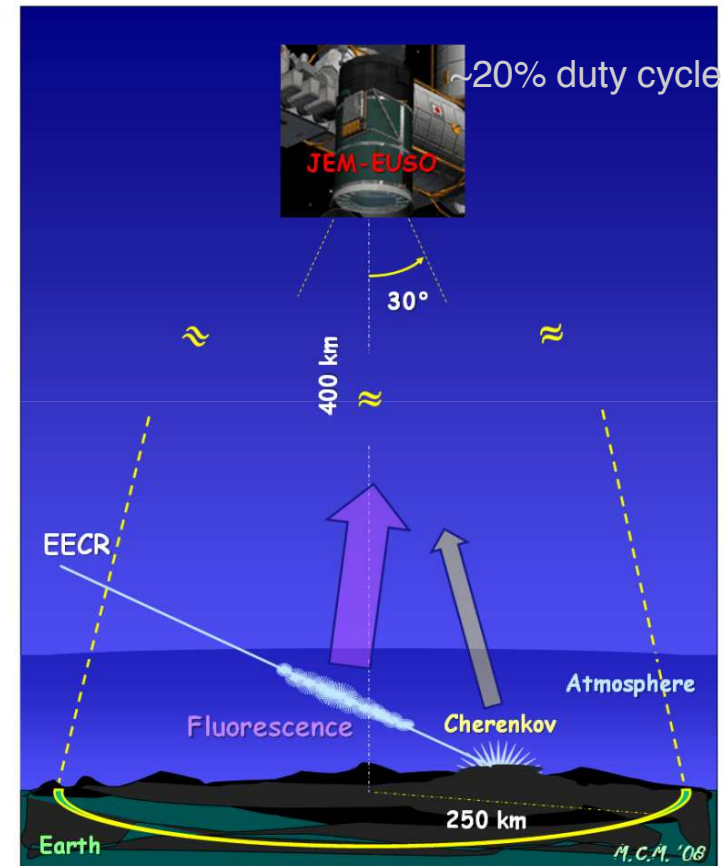 ~20% duty cycle
JEM-EUSO
30°
400 km
EECR
Atmosphere
Fluorescence
Cherenkov
250 km
Earth
M.C.M. '08